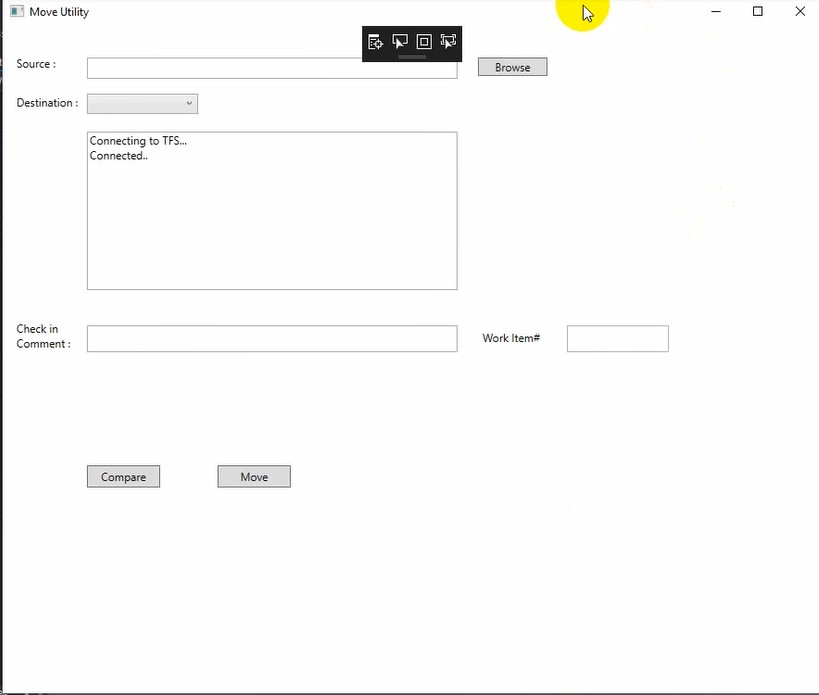 Move Utility
Source :
Browse
Destination :
Connecting to TFS...
Connected..
Check in
Comment :
Work Item#
Compare
Move